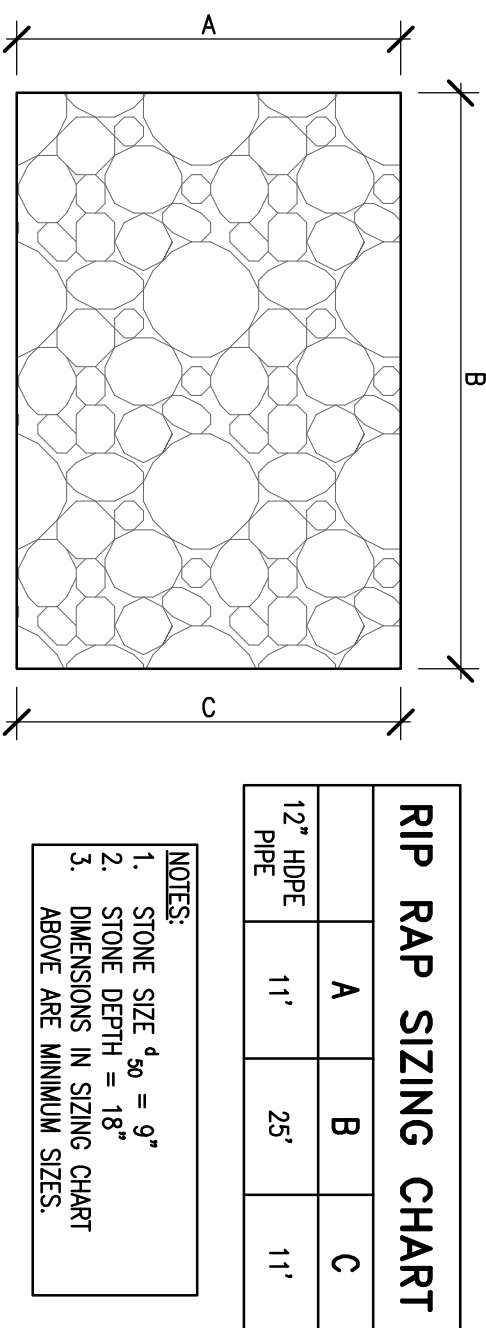 A
B
C
RIP RAP SIZING CHART
A B C
12" HDPE PIPE 11' 25' 11'
NOTES:
1. STONE SIZE d50 = 9"
2. STONE DEPTH = 18"
3. DIMENSIONS IN SIZING CHART
ABOVE ARE MINIMUM SIZES.